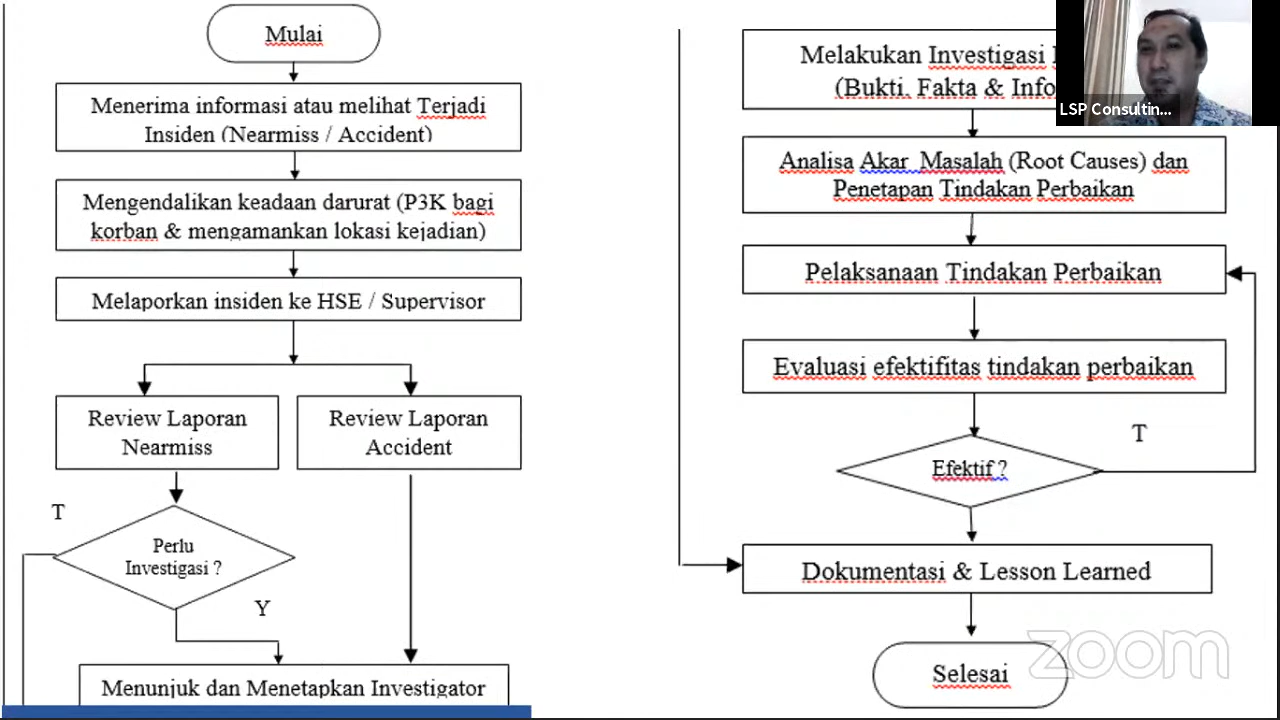 Mulai
Menerima informasi atau melihat Terjadi
Insiden (Nearmiss / Accident)
Mengendalikan keadaan darurat (P3K bagi
korban & mengamankan lokasi kejadian)
Melaporkan insiden ke HSE / Supervisor
Review Laporan
Nearmiss
Review Laporan
Accident
T
Perlu
Investigasi ?
Y
Menunjuk dan Menetapkan Investigator
Melakukan Investigasi
(Bukti, Fakta & Info
LSP Consultin...
Analisa Akar Masalah (Root Causes) dan
Penetapan Tindakan Perbaikan
Pelaksanaan Tindakan Perbaikan
Evaluasi efektifitas tindakan perbaikan
T
Efektif ?
Dokumentasi & Lesson Learned
Selesai
zoom